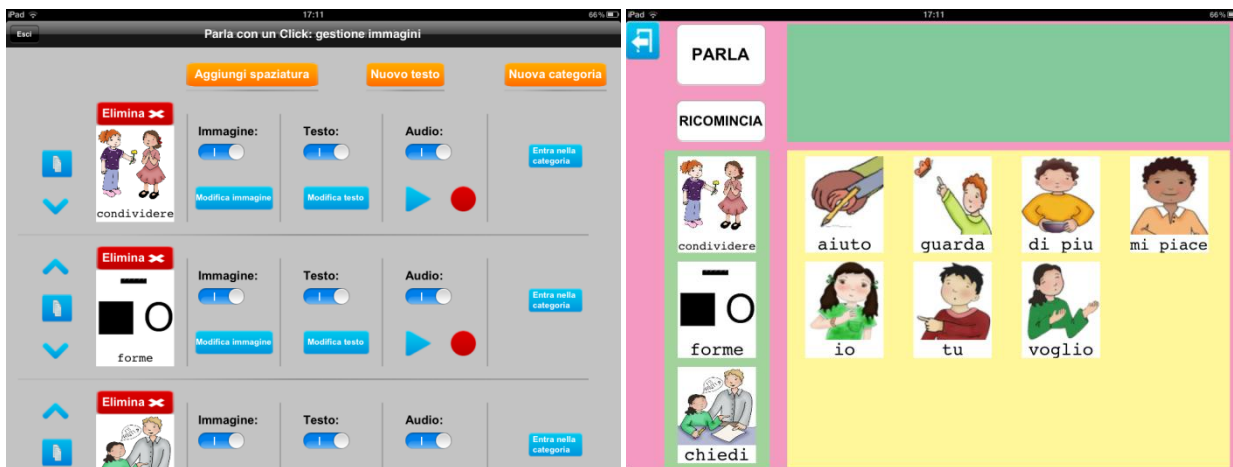 iPad 17:11 66%
Esci Parla con un Click: gestione immagini
Aggiungi spaziatura Nuovo testo Nuova categoria
Elimina
Immagine: Testo: Audio:
Entra nella
categoria
Modifica immagine Modifica testo
condividere
Elimina
Immagine: Testo: Audio:
Entra nella
categoria
Modifica immagine Modifica testo
forme
Elimina
Immagine: Testo: Audio:
Entra nella
categoria
iPad 17:11 66%
PARLA
RICOMINCIA
condividere
forme
chiedi
aiuto guarda di piu mi piace
io tu voglio